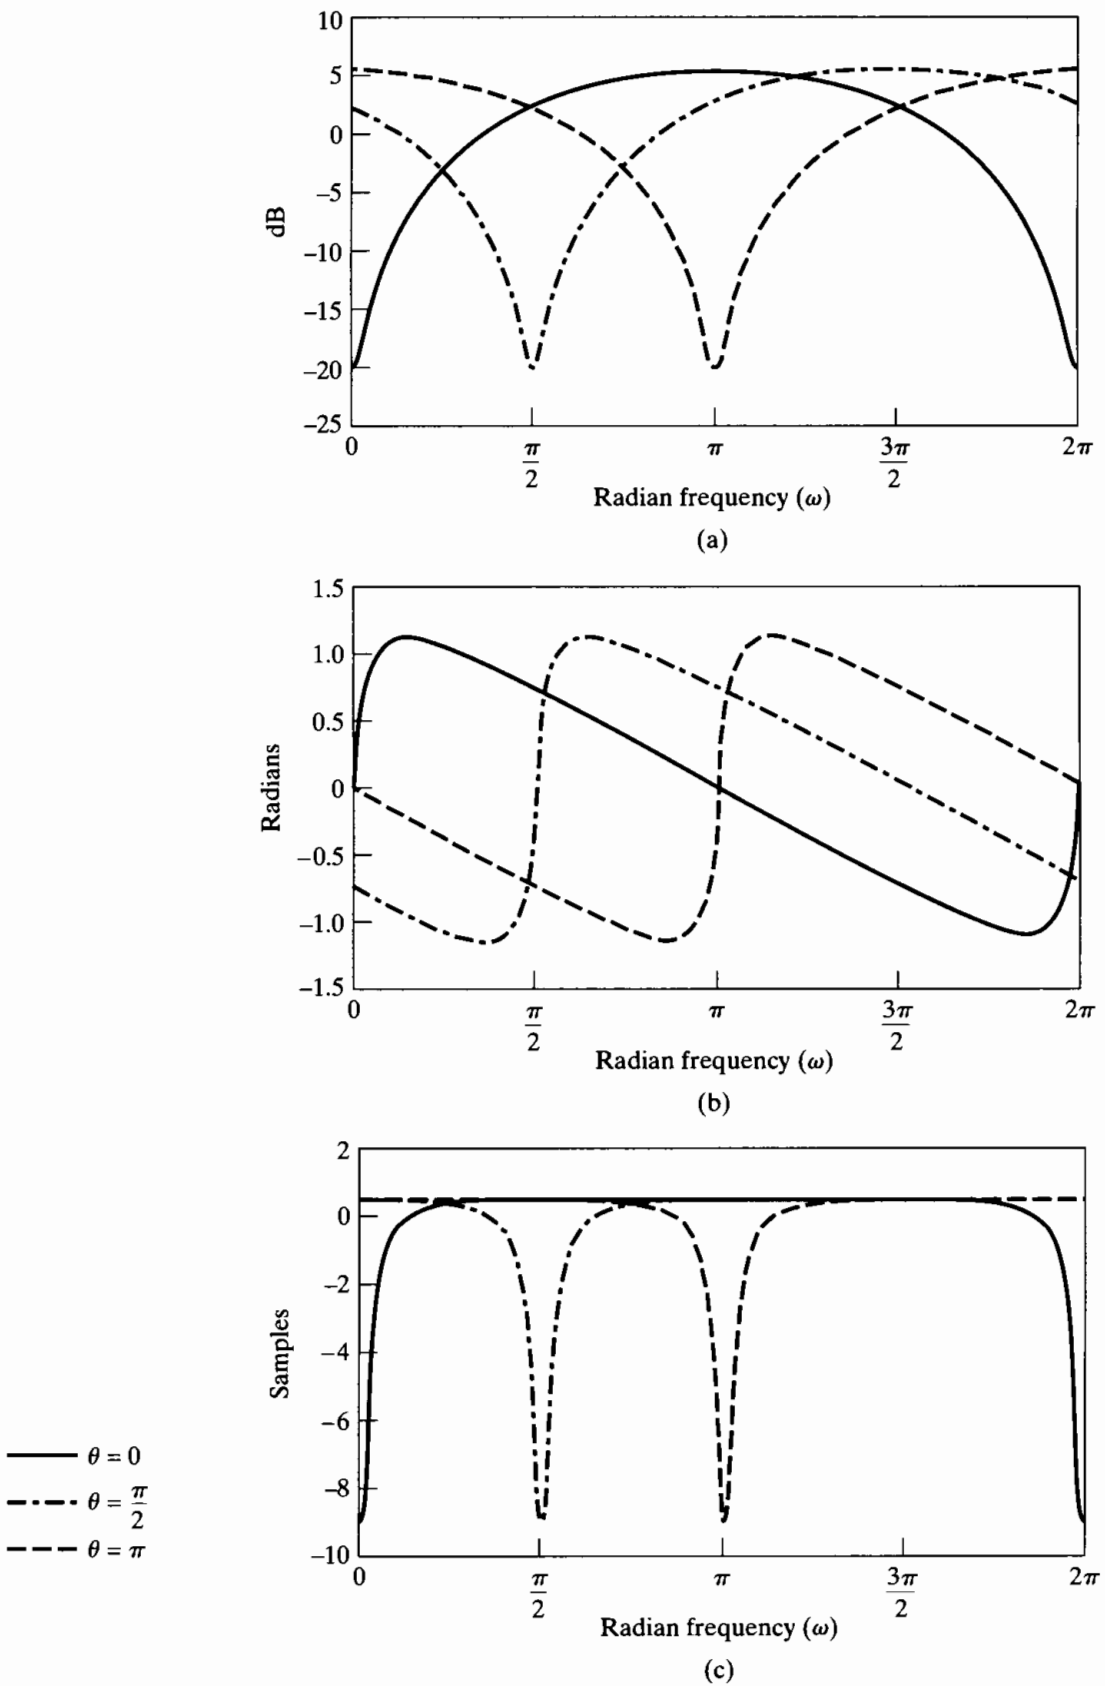 10
5
0
−5
−10
−15
−20
−25
dB
0
π/2
π
3π/2
2π
Radian frequency (ω)
(a)
1.5
1.0
0.5
0
−0.5
−1.0
−1.5
Radians
0
π/2
π
3π/2
2π
Radian frequency (ω)
(b)
2
0
−2
−4
−6
−8
−10
Samples
0
π/2
π
3π/2
2π
Radian frequency (ω)
(c)
θ = 0
θ = π/2
θ = π